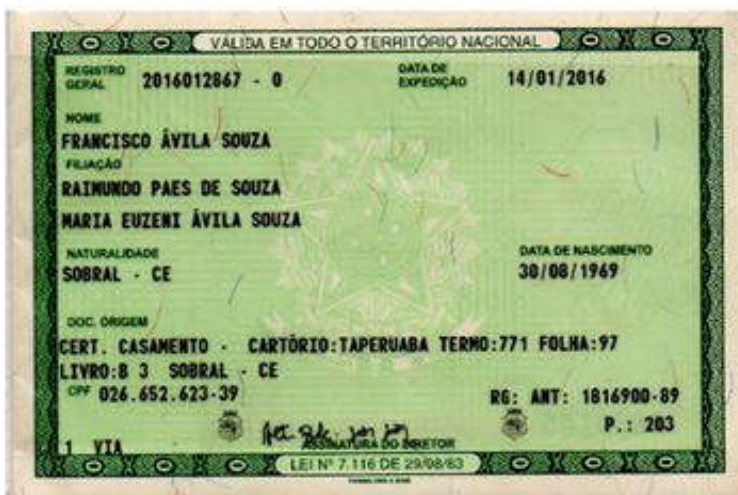 VÁLIDA EM TODO O TERRITÓRIO NACIONAL
REGISTRO GERAL 2016012867 - 0 DATA DE EXPEDIÇÃO 14/01/2016
NOME
FRANCISCO ÁVILA SOUZA
FILIAÇÃO
RAIMUNDO PAES DE SOUZA
MARIA EUZENI ÁVILA SOUZA
NATURALIDADE DATA DE NASCIMENTO
SOBRAL - CE 30/08/1969
DOC. ORIGEM
CERT. CASAMENTO - CARTÓRIO:TAPERUABA TERMO:771 FOLHA:97
LIVRO:B 3 SOBRAL - CE
CPF 026.652.623-39 RG: ANT: 1816900-89
P.: 203
1 VIA ASSINATURA DO DIRETOR
LEI Nº 7.116 DE 29/08/83